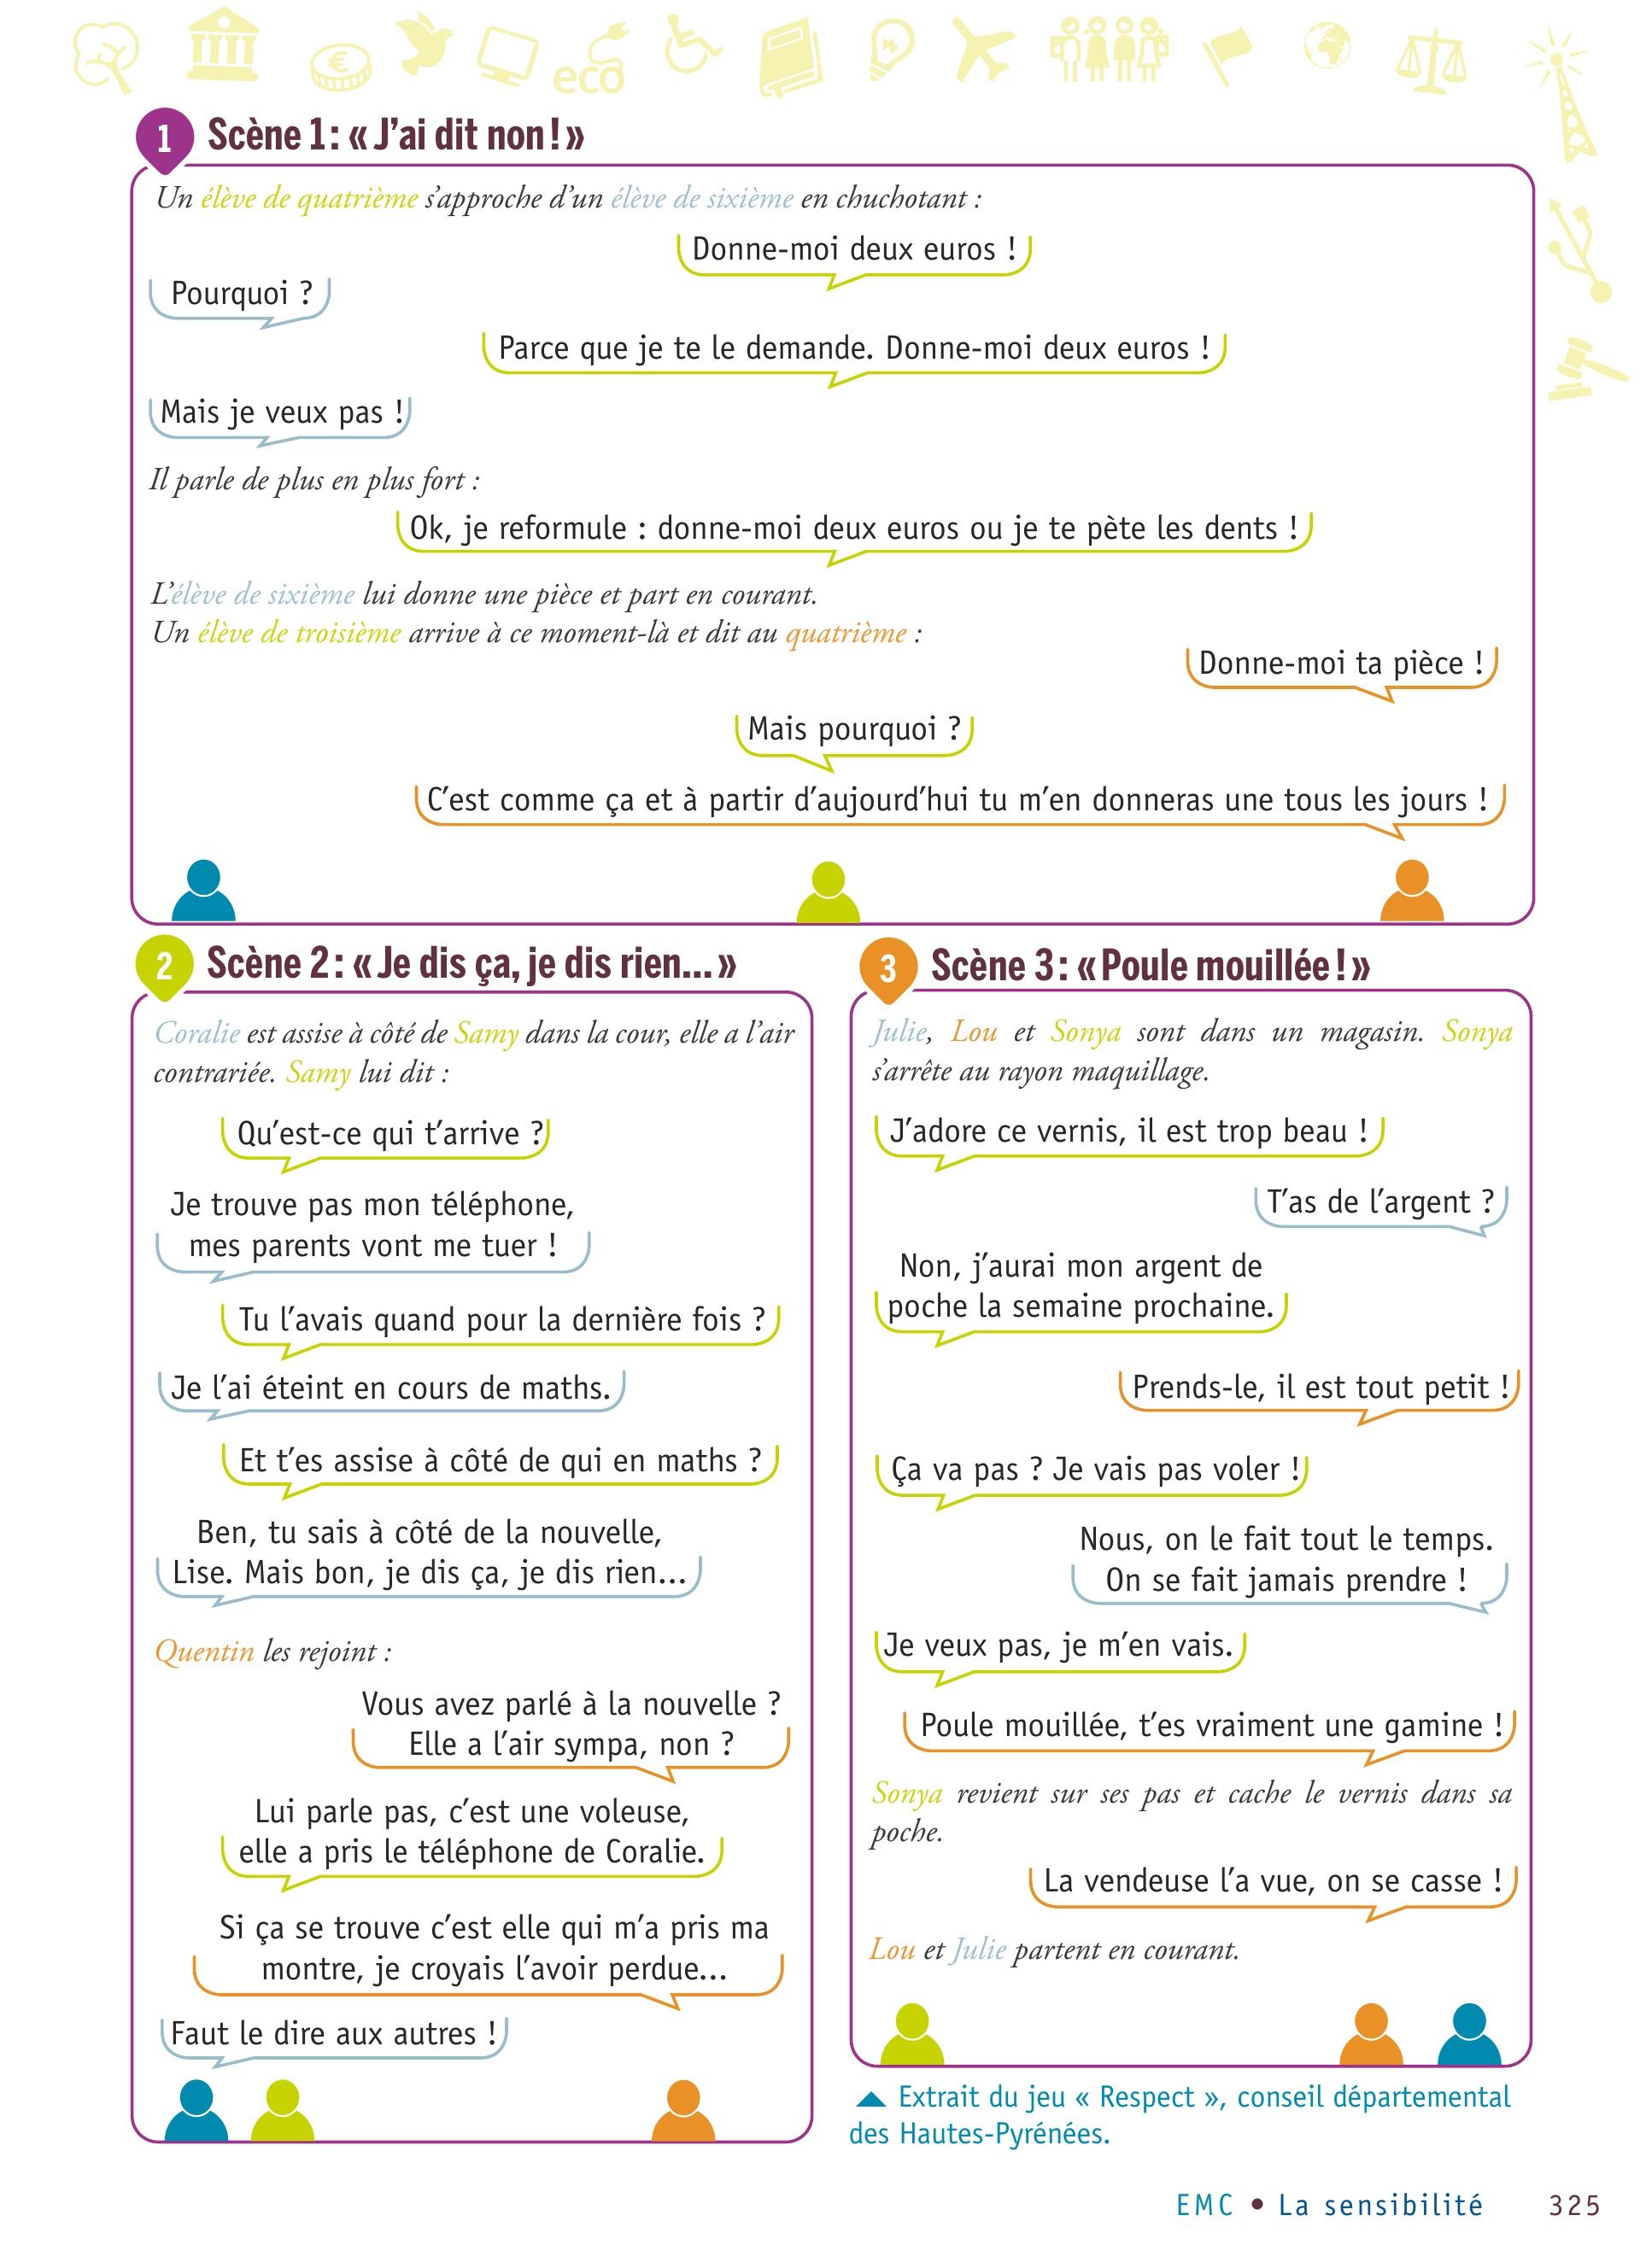 eco
1 Scène 1 : « J'ai dit non ! »
Un élève de quatrième s'approche d'un élève de sixième en chuchotant :
Donne-moi deux euros !
Pourquoi ?
Parce que je te le demande. Donne-moi deux euros !
Mais je veux pas !
Il parle de plus en plus fort :
Ok, je reformule : donne-moi deux euros ou je te pète les dents !
L'élève de sixième lui donne une pièce et part en courant.
Un élève de troisième arrive à ce moment-là et dit au quatrième :
Donne-moi ta pièce !
Mais pourquoi ?
C'est comme ça et à partir d'aujourd'hui tu m'en donneras une tous les jours !
2 Scène 2 : « Je dis ça, je dis rien... »
Coralie est assise à côté de Samy dans la cour, elle a l'air
contrariée. Samy lui dit :
Qu'est-ce qui t'arrive ?
Je trouve pas mon téléphone,
mes parents vont me tuer !
Tu l'avais quand pour la dernière fois ?
Je l'ai éteint en cours de maths.
Et t'es assise à côté de qui en maths ?
Ben, tu sais à côté de la nouvelle,
Lise. Mais bon, je dis ça, je dis rien...
Quentin les rejoint :
Vous avez parlé à la nouvelle ?
Elle a l'air sympa, non ?
Lui parle pas, c'est une voleuse,
elle a pris le téléphone de Coralie.
Si ça se trouve c'est elle qui m'a pris ma
montre, je croyais l'avoir perdue...
Faut le dire aux autres !
3 Scène 3 : « Poule mouillée ! »
Julie, Lou et Sonya sont dans un magasin. Sonya
s'arrête au rayon maquillage.
J'adore ce vernis, il est trop beau !
T'as de l'argent ?
Non, j'aurai mon argent de
poche la semaine prochaine.
Prends-le, il est tout petit !
Ça va pas ? Je vais pas voler !
Nous, on le fait tout le temps.
On se fait jamais prendre !
Je veux pas, je m'en vais.
Poule mouillée, t'es vraiment une gamine !
Sonya revient sur ses pas et cache le vernis dans sa
poche.
La vendeuse l'a vue, on se casse !
Lou et Julie partent en courant.
Extrait du jeu « Respect », conseil départemental
des Hautes-Pyrénées.
EMC • La sensibilité 325